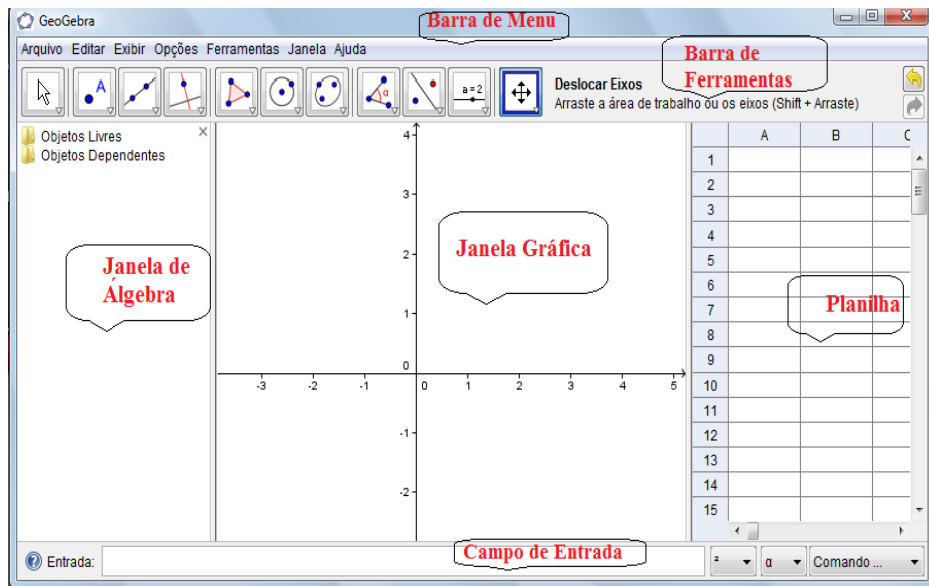 GeoGebra
Barra de Menu
Arquivo Editar Exibir Opções Ferramentas Janela Ajuda
Barra de
Ferramentas
A
α
a=2
Deslocar Eixos
Arraste a área de trabalho ou os eixos (Shift + Arraste)
Objetos Livres
Objetos Dependentes
Janela de
Álgebra
Janela Gráfica
4
3
2
1
0
-1
-2
-3 -2 -1 0 1 2 3 4 5
A B C
1
2
3
4
5
6
7
8
9
10
11
12
13
14
15
Planilha
Entrada:
Campo de Entrada
² α Comando ...